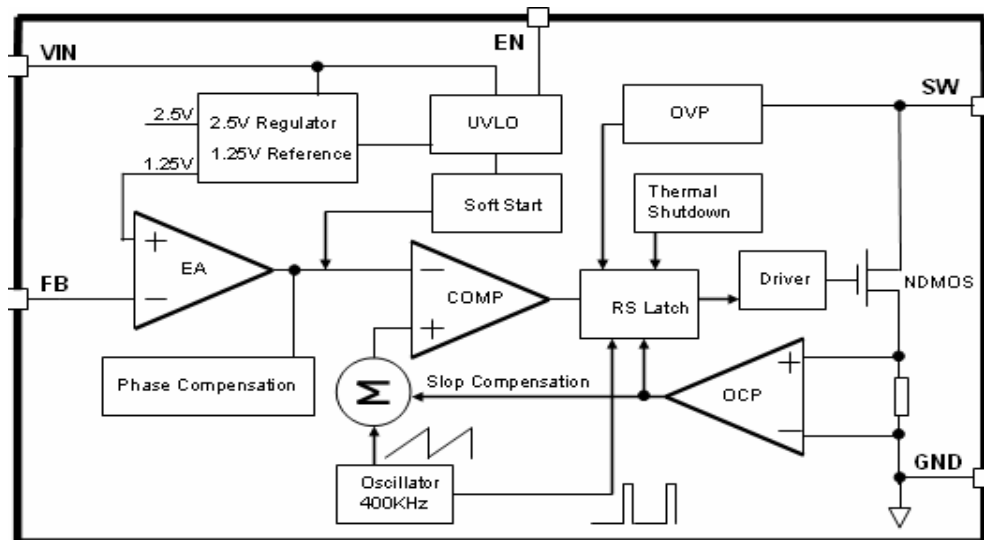 VIN
EN
SW
2.5V
2.5V Regulator
1.25V Reference
UVLO
OVP
1.25V
Soft Start
Thermal
Shutdown
EA
FB
COMP
RS Latch
Driver
NDMOS
Phase Compensation
Σ
Slop Compensation
OCP
GND
Oscillator
400KHz